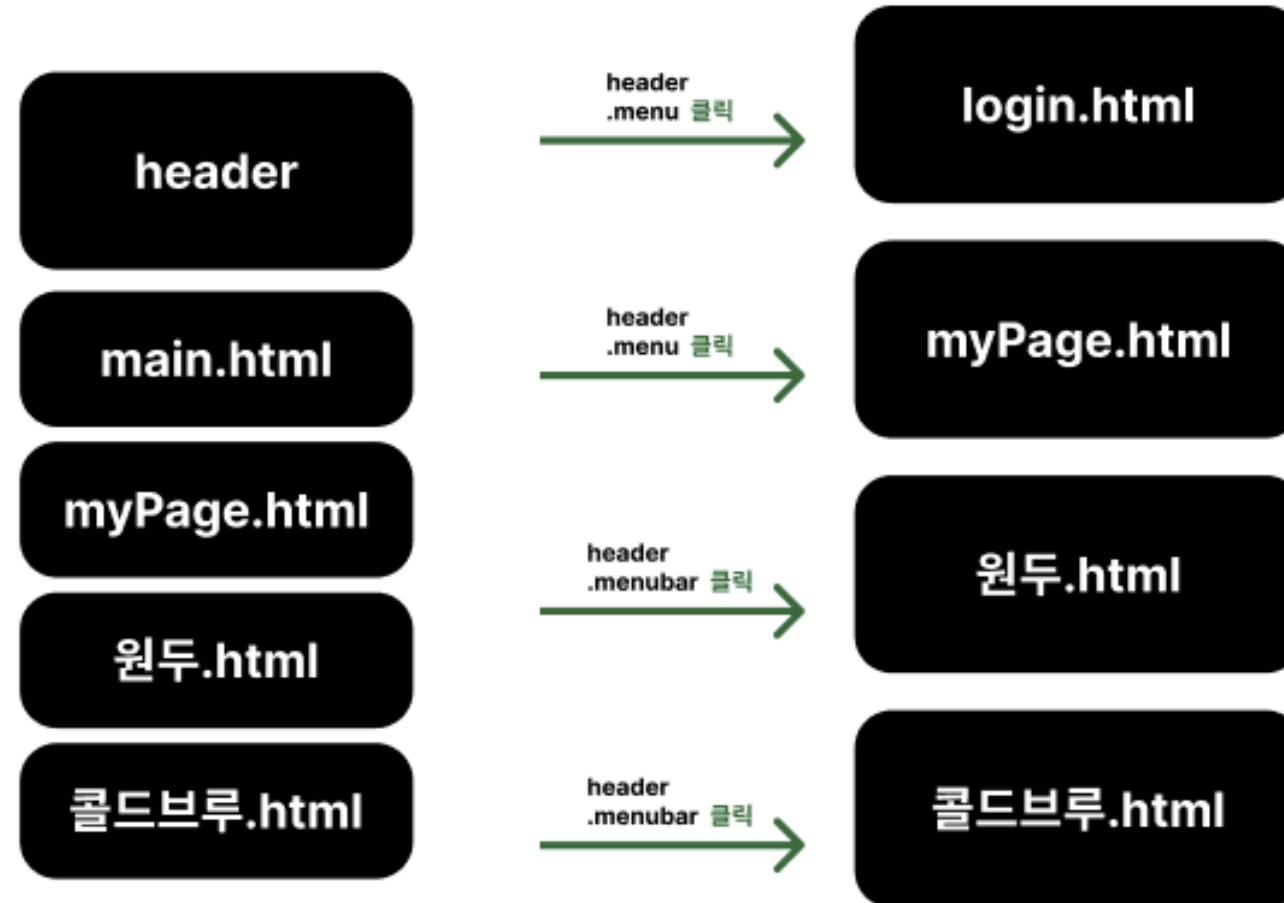 header
main.html
myPage.html
원두.html
콜드브루.html
header
.menu 클릭
header
.menu 클릭
header
.menubar 클릭
header
.menubar 클릭
login.html
myPage.html
원두.html
콜드브루.html